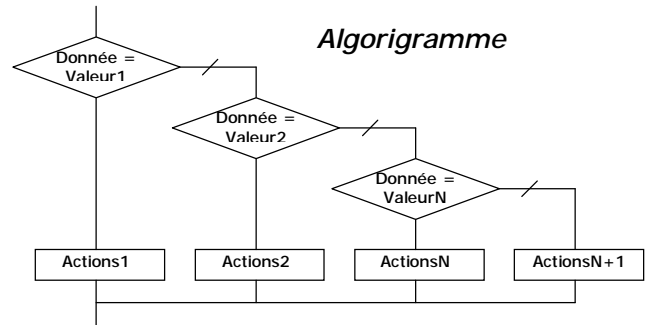 Algorigramme
Donnée =
Valeur1
Donnée =
Valeur2
Donnée =
ValeurN
Actions1
Actions2
ActionsN
ActionsN+1